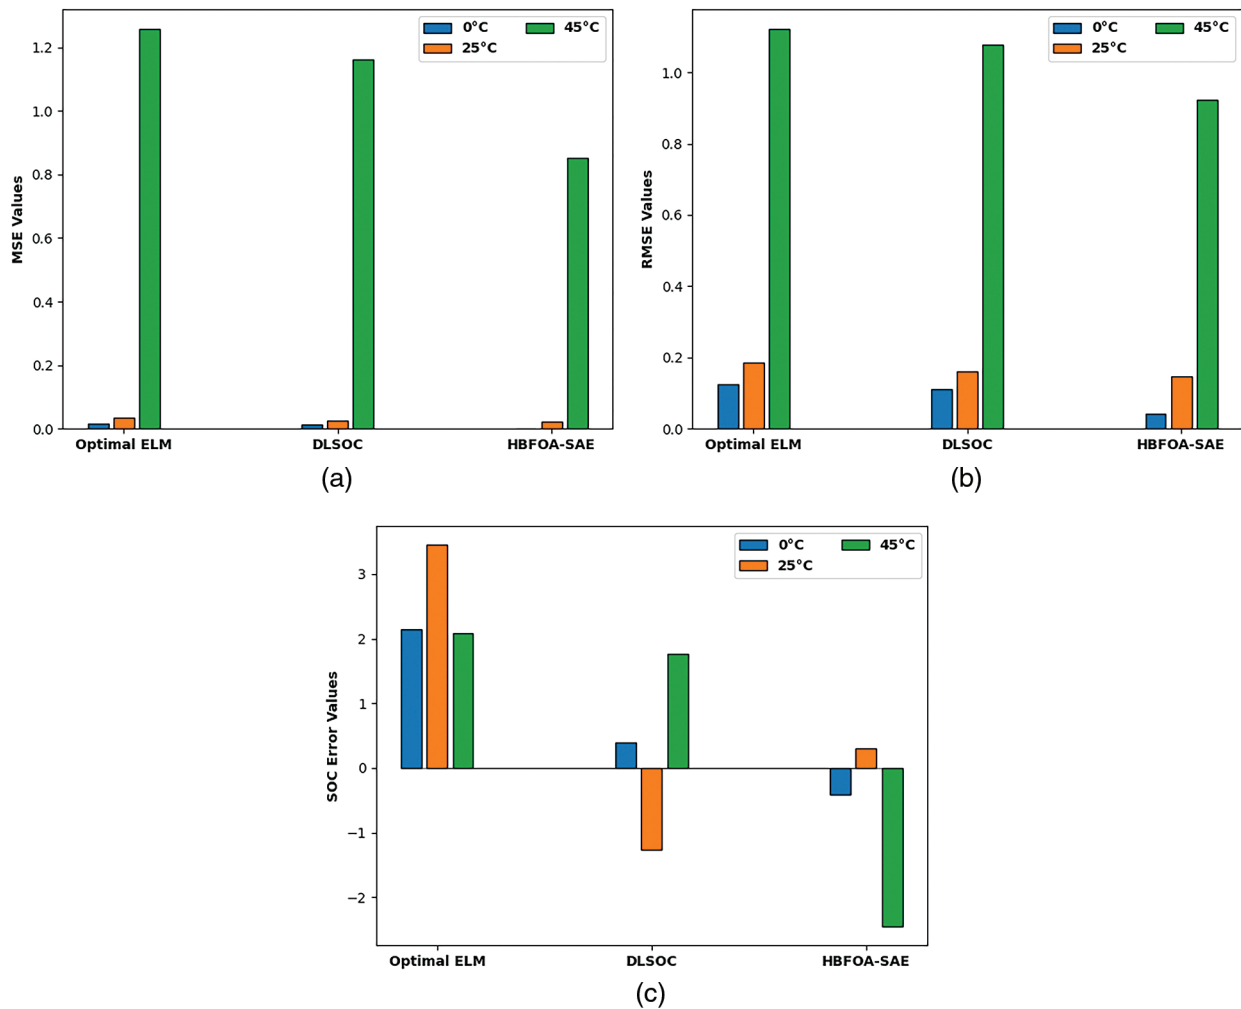 MSE Values
1.2
1.0
0.8
0.6
0.4
0.2
0.0
0°C
25°C
45°C
Optimal ELM
DLSOC
HBFOA-SAE
(a)
RMSE Values
1.0
0.8
0.6
0.4
0.2
0.0
0°C
25°C
45°C
Optimal ELM
DLSOC
HBFOA-SAE
(b)
SOC Error Values
3
2
1
0
−1
−2
0°C
25°C
45°C
Optimal ELM
DLSOC
HBFOA-SAE
(c)